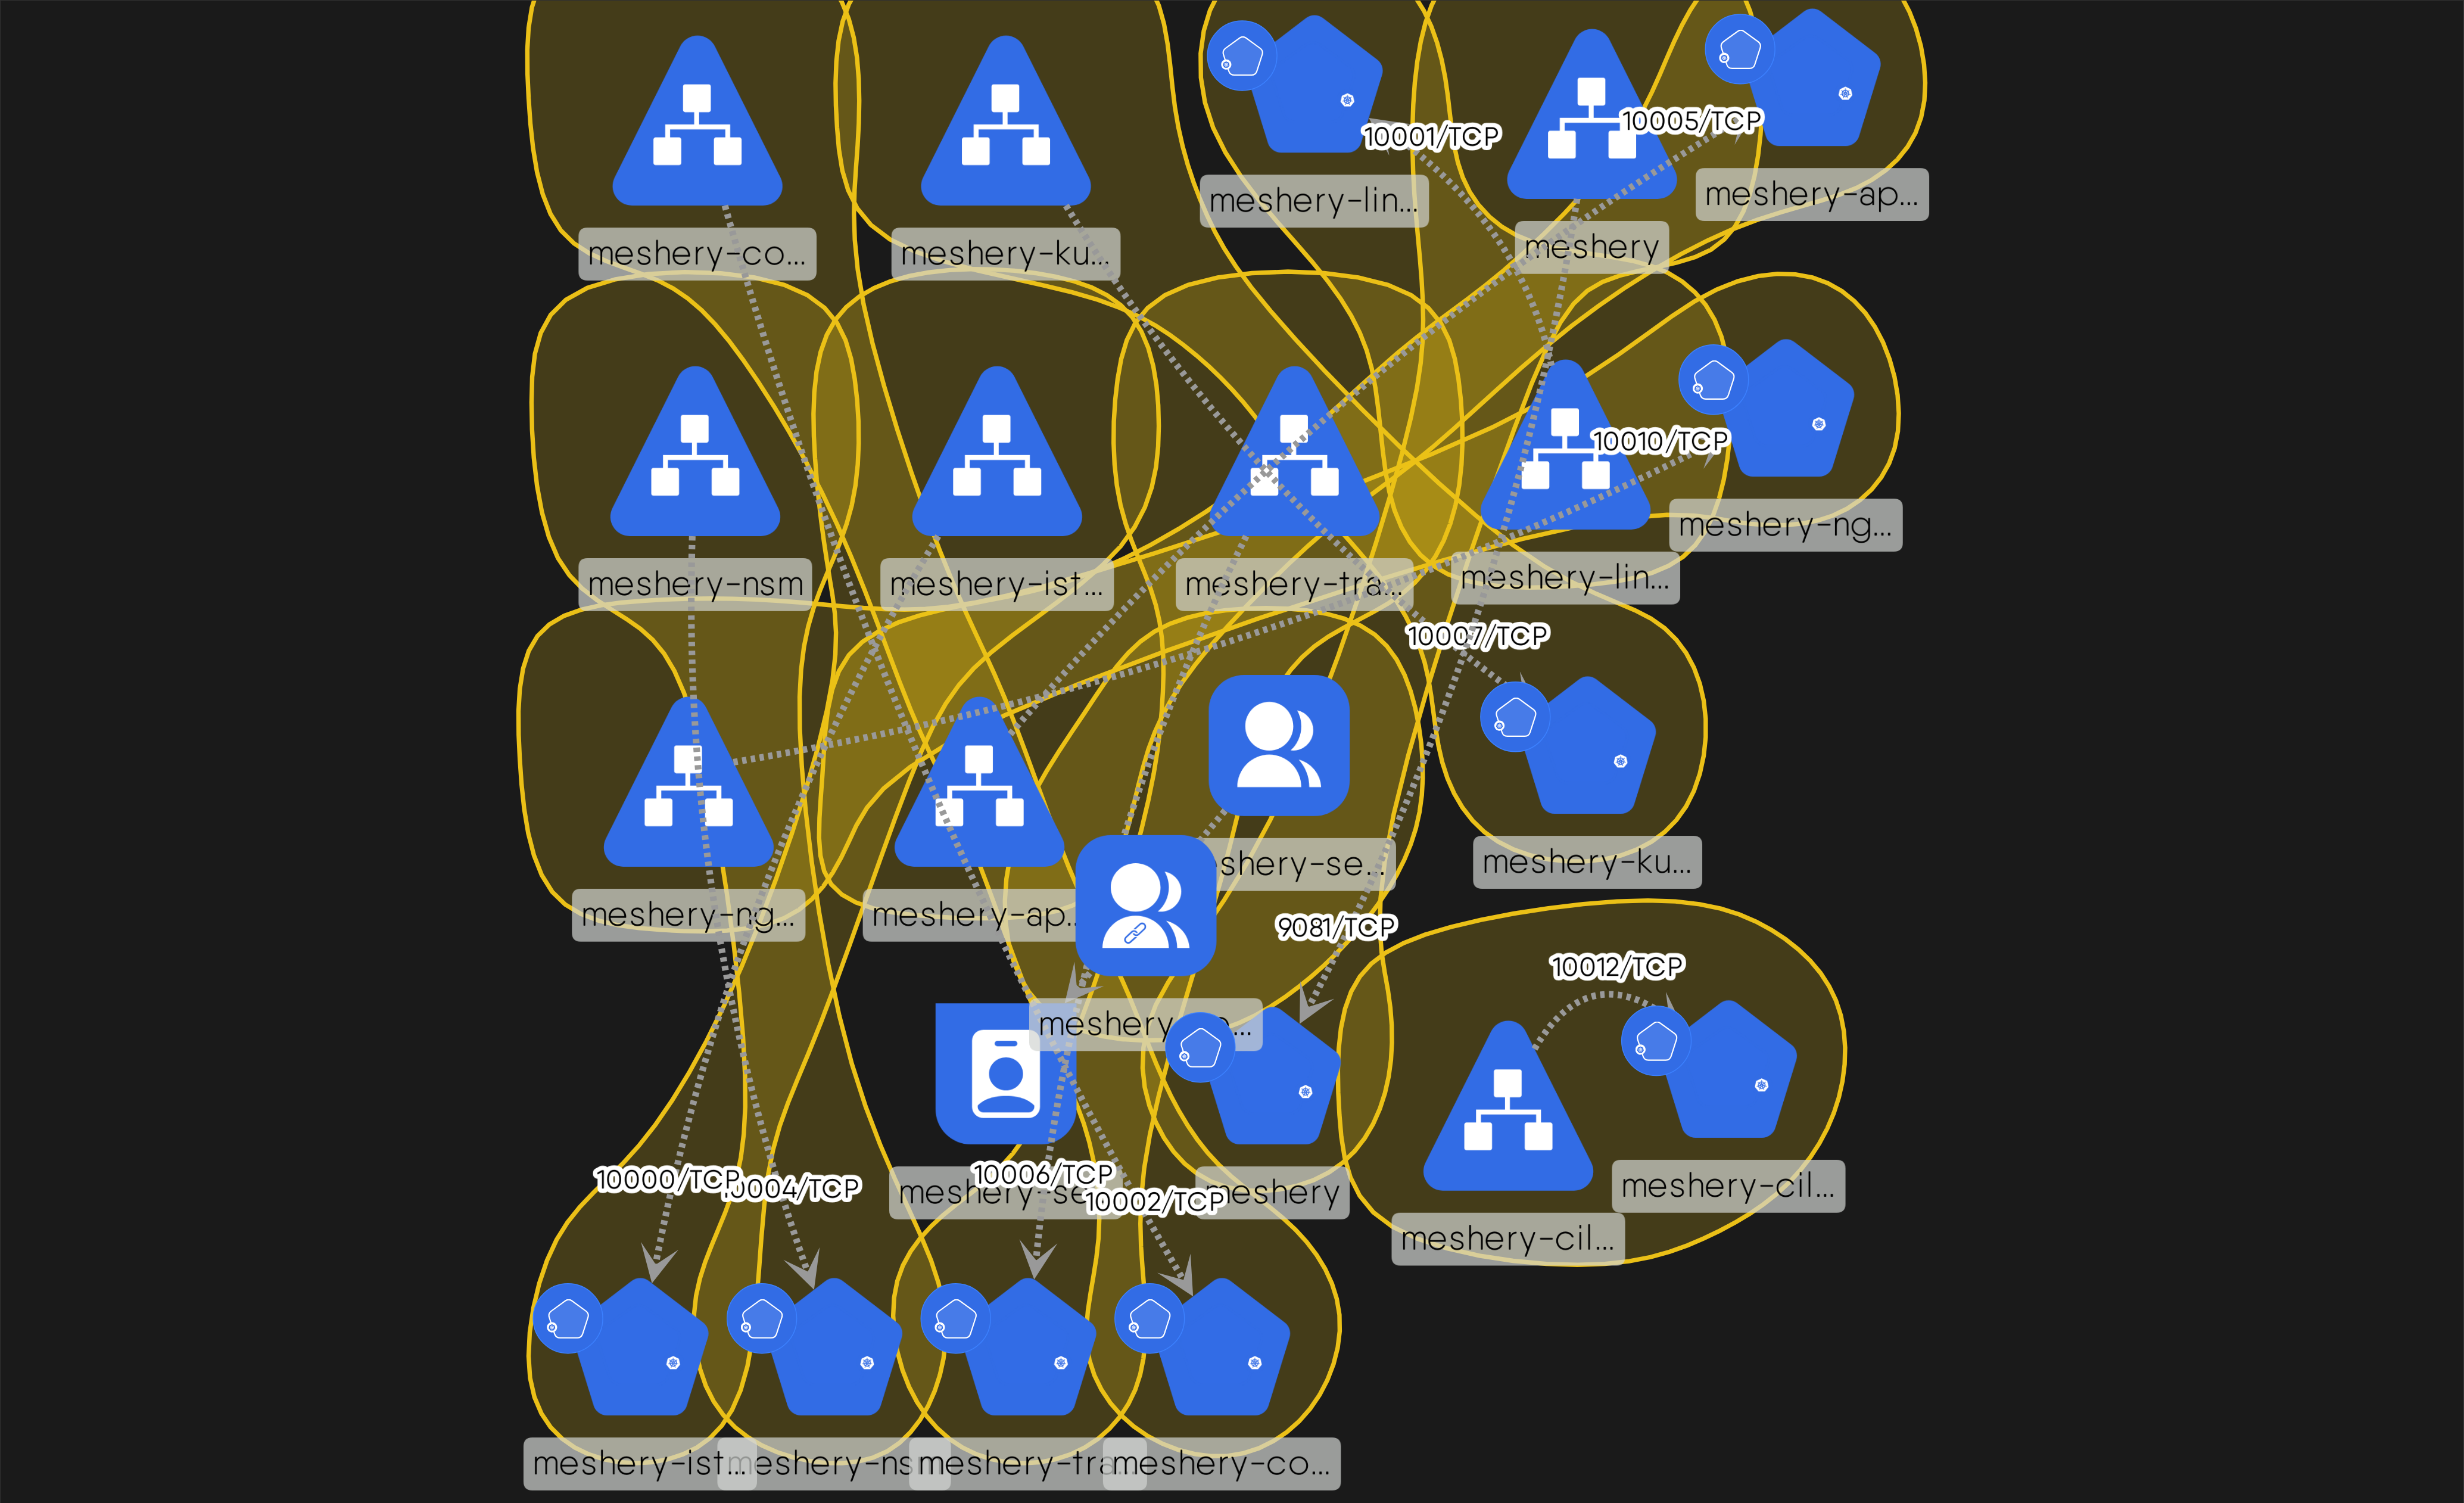 10001/TCP
10005/TCP
meshery-lin...
meshery-ap...
meshery-co...
meshery-ku...
meshery
10010/TCP
meshery-ng...
meshery-nsm
meshery-ist...
meshery-tra...
meshery-lin...
10007/TCP
shery-se...
meshery-ku...
meshery-ng...
meshery-ap...
9081/TCP
10012/TCP
meshery
10000/TCP
0004/TCP
10006/TCP
meshery-se
10002/TCP
meshery
meshery-cil...
meshery-cil...
meshery-ist...
meshery-ns
meshery-tra...
meshery-co...